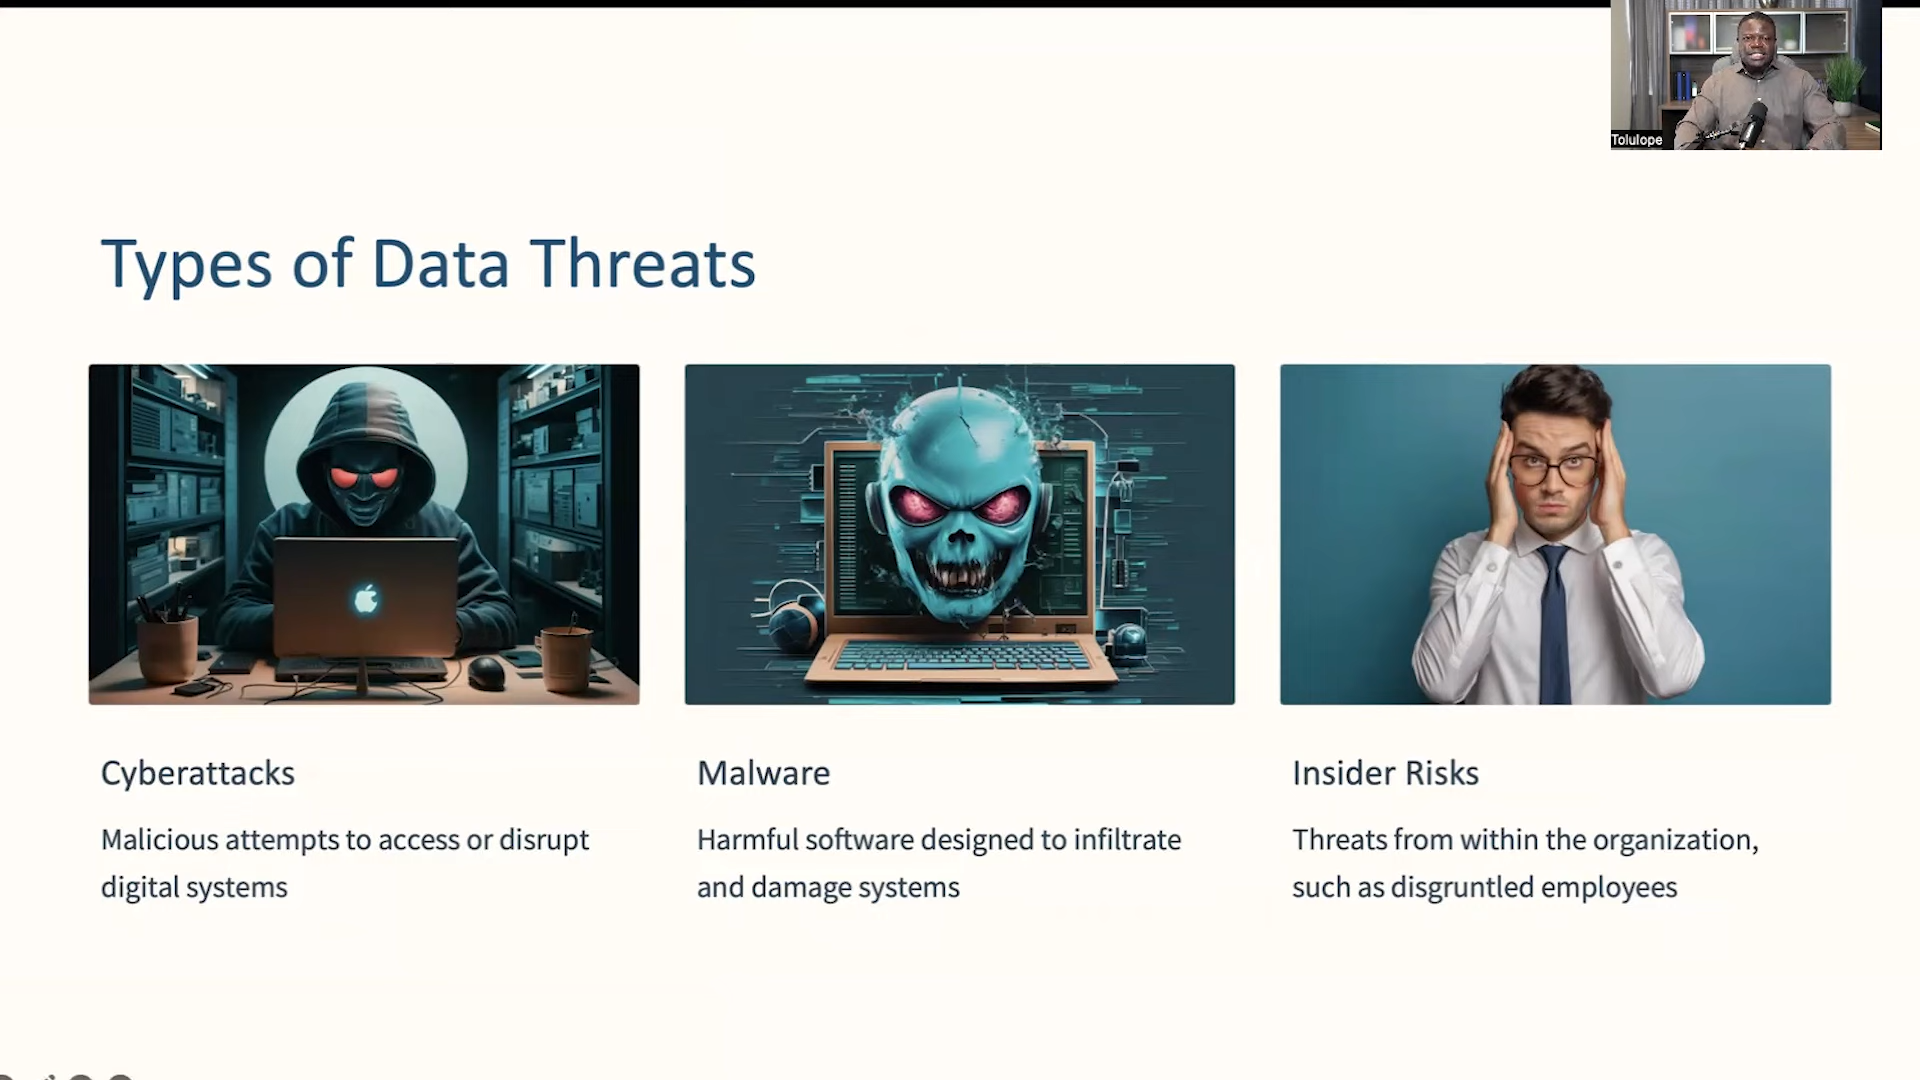 Tolulope
Types of Data Threats
Cyberattacks
Malicious attempts to access or disrupt
digital systems
Malware
Harmful software designed to infiltrate
and damage systems
Insider Risks
Threats from within the organization,
such as disgruntled employees